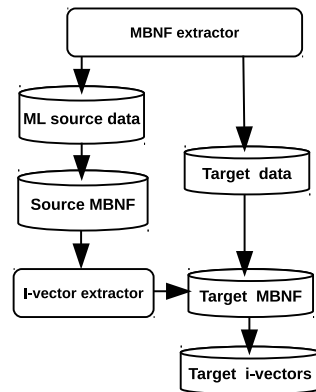 MBNF extractor
ML source data
Target data
Source MBNF
I-vector extractor
Target MBNF
Target i-vectors